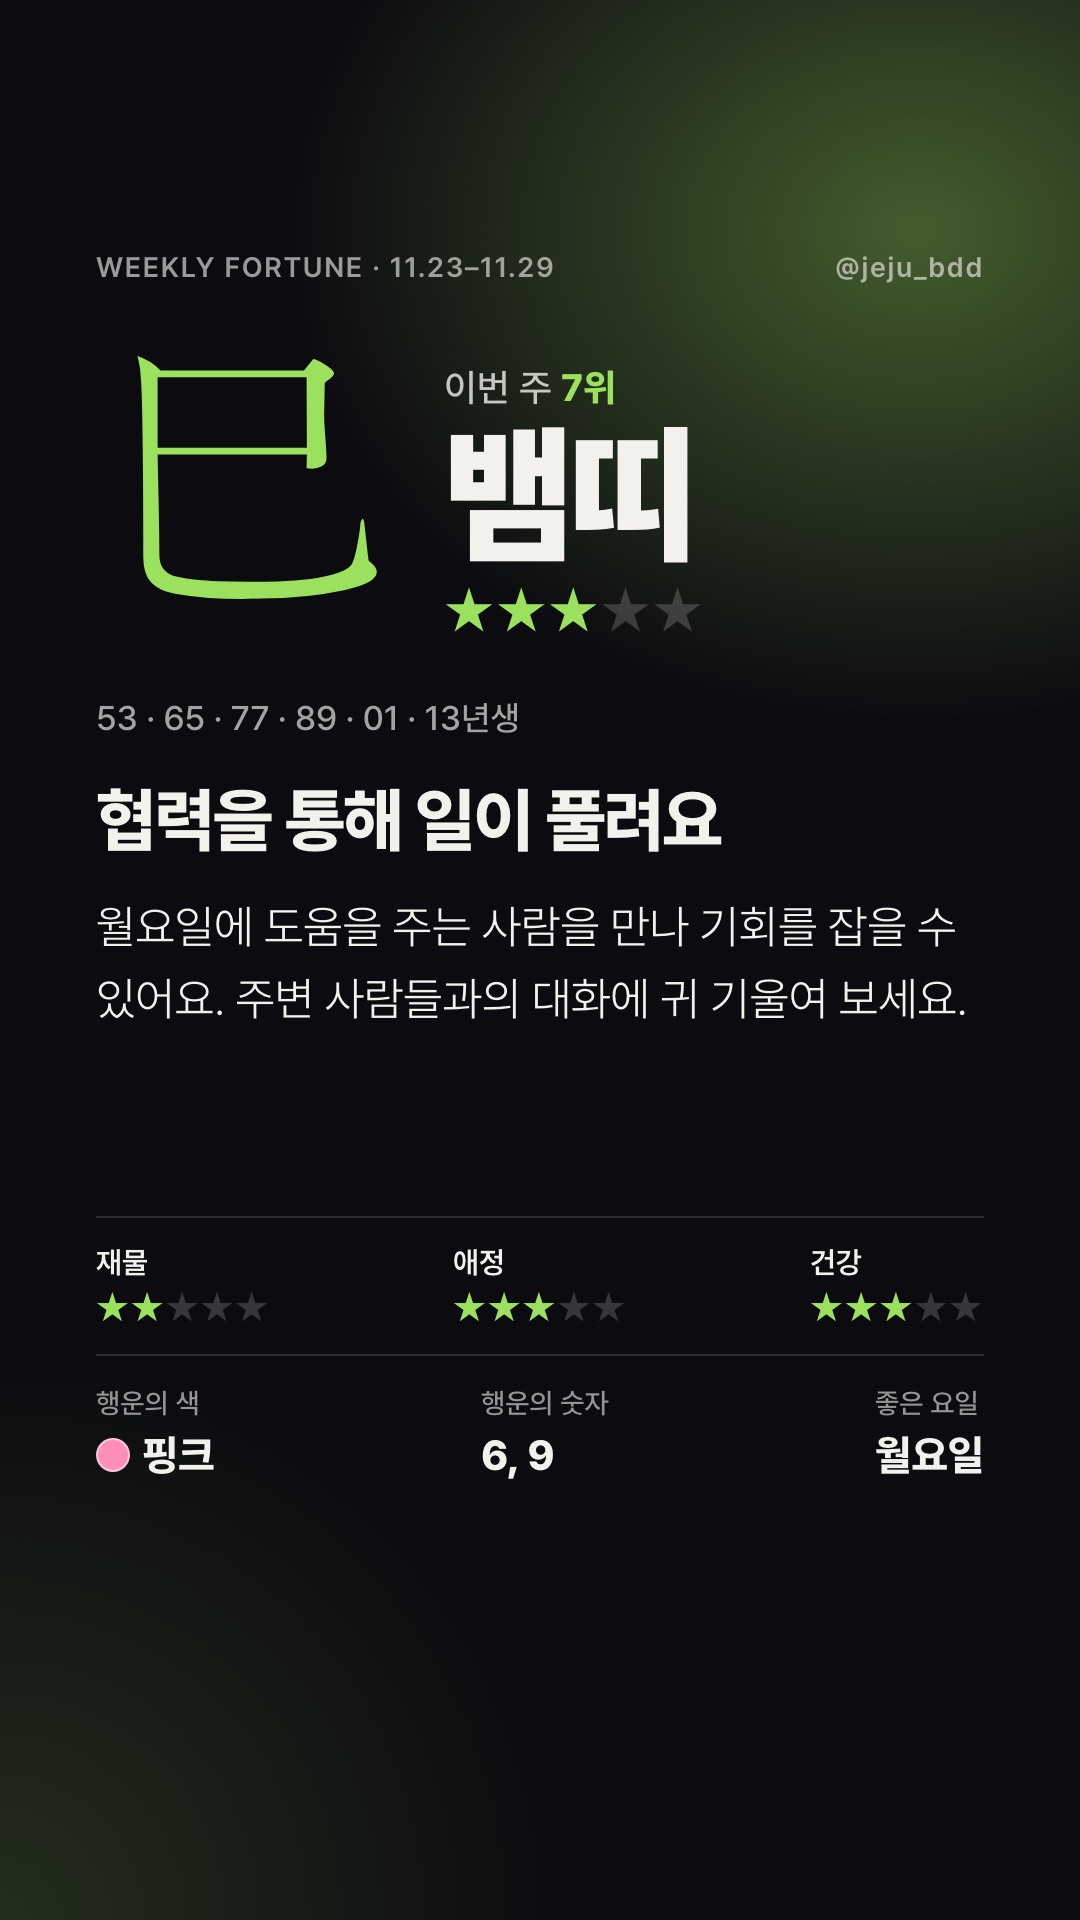 WEEKLY FORTUNE · 11.23–11.29
@jeju_bdd
巳
이번 주 7위
뱀띠
★★★★★
53 · 65 · 77 · 89 · 01 · 13년생
협력을 통해 일이 풀려요
월요일에 도움을 주는 사람을 만나 기회를 잡을 수
있어요. 주변 사람들과의 대화에 귀 기울여 보세요.
재물
★★★★★
애정
★★★★★
건강
★★★★★
행운의 색
핑크
행운의 숫자
6, 9
좋은 요일
월요일